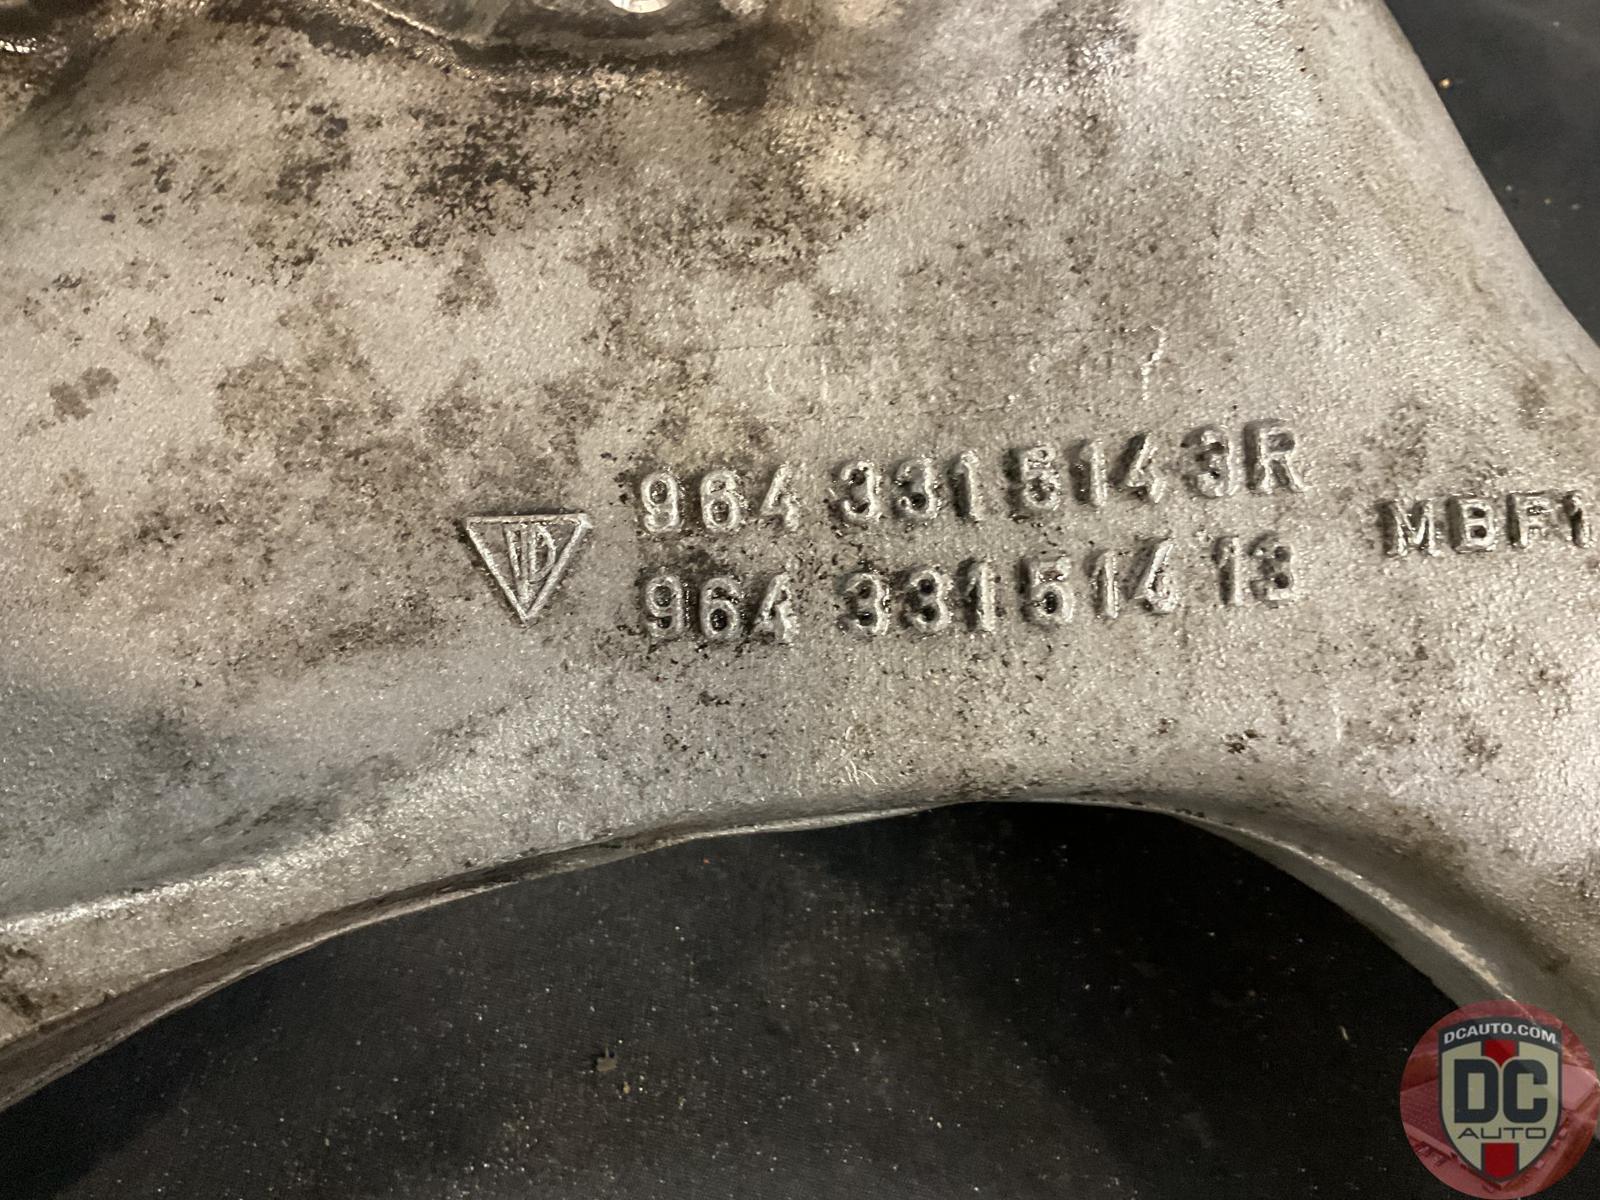 964 331 514 3R
964 331 514 13
MBF1
DCAUTO.COM
DC
AUTO